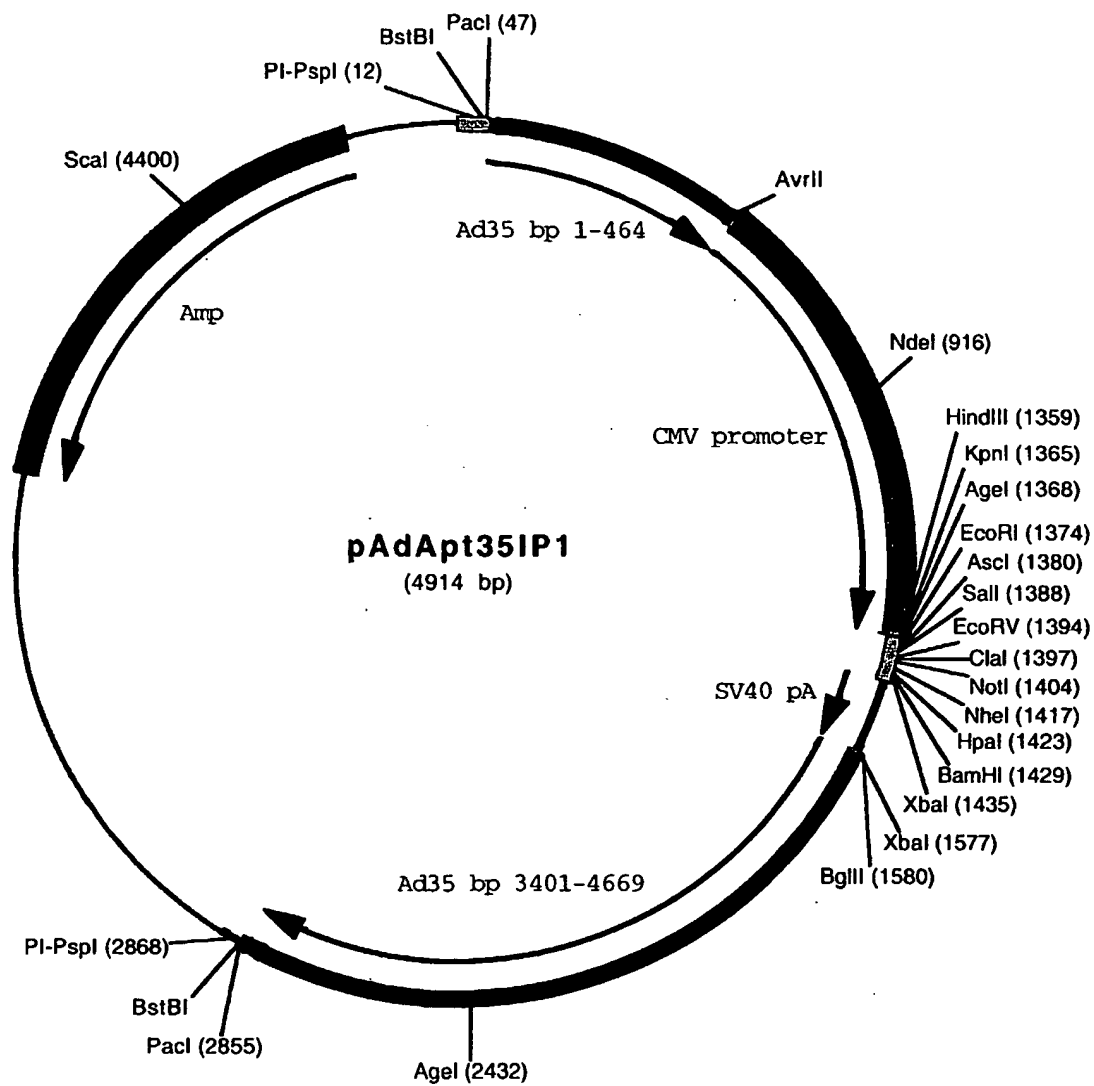 PacI (47)
BstBI
PI-PspI (12)
ScaI (4400)
AvrII
Ad35 bp 1-464
Amp
NdeI (916)
CMV promoter
HindIII (1359)
KpnI (1365)
AgeI (1368)
EcoRI (1374)
AscI (1380)
SalI (1388)
EcoRV (1394)
ClaI (1397)
NotI (1404)
NheI (1417)
HpaI (1423)
BamHI (1429)
XbaI (1435)
XbaI (1577)
BglII (1580)
pAdApt35IP1
(4914 bp)
SV40 pA
Ad35 bp 3401-4669
PI-PspI (2868)
BstBI
PacI (2855)
AgeI (2432)